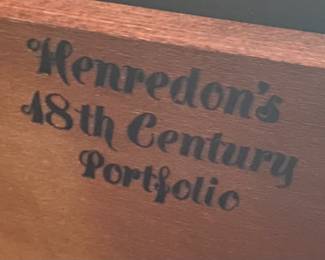 Henredon's
18th Century
Portfolio